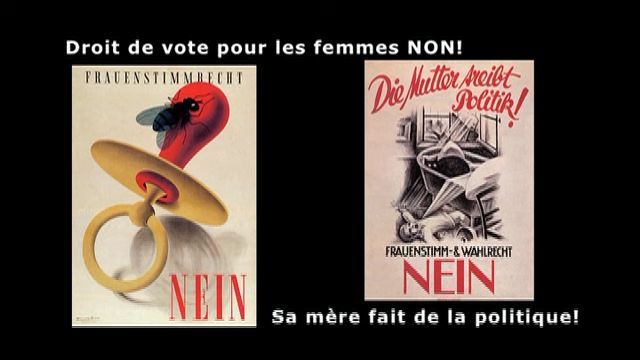 Droit de vote pour les femmes NON!
FRAUENSTIMMRECHT
NEIN
Die Mutter treibt
Politik!
FRAUENSTIMM-& WAHLRECHT
NEIN
Sa mère fait de la politique!